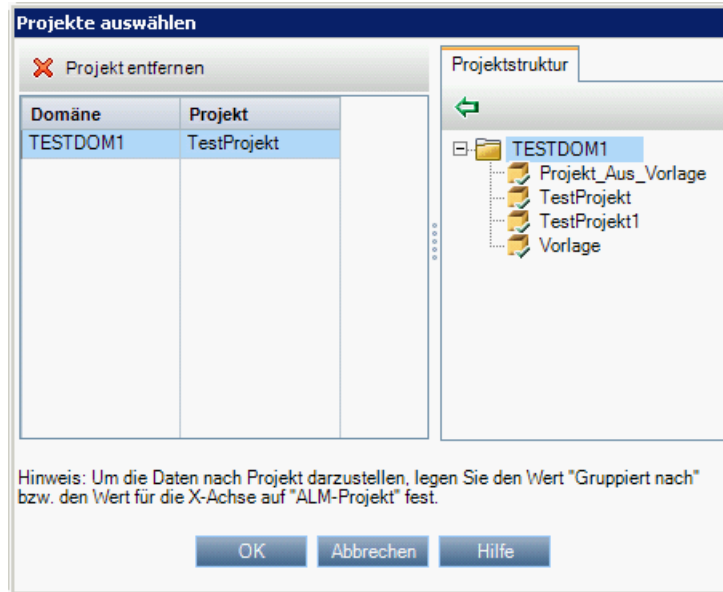 Projekte auswählen
Projekt entfernen
Domäne Projekt
TESTDOM1 TestProjekt
Projektstruktur
TESTDOM1
Projekt_Aus_Vorlage
TestProjekt
TestProjekt1
Vorlage
Hinweis: Um die Daten nach Projekt darzustellen, legen Sie den Wert "Gruppiert nach"
bzw. den Wert für die X-Achse auf "ALM-Projekt" fest.
OK Abbrechen Hilfe